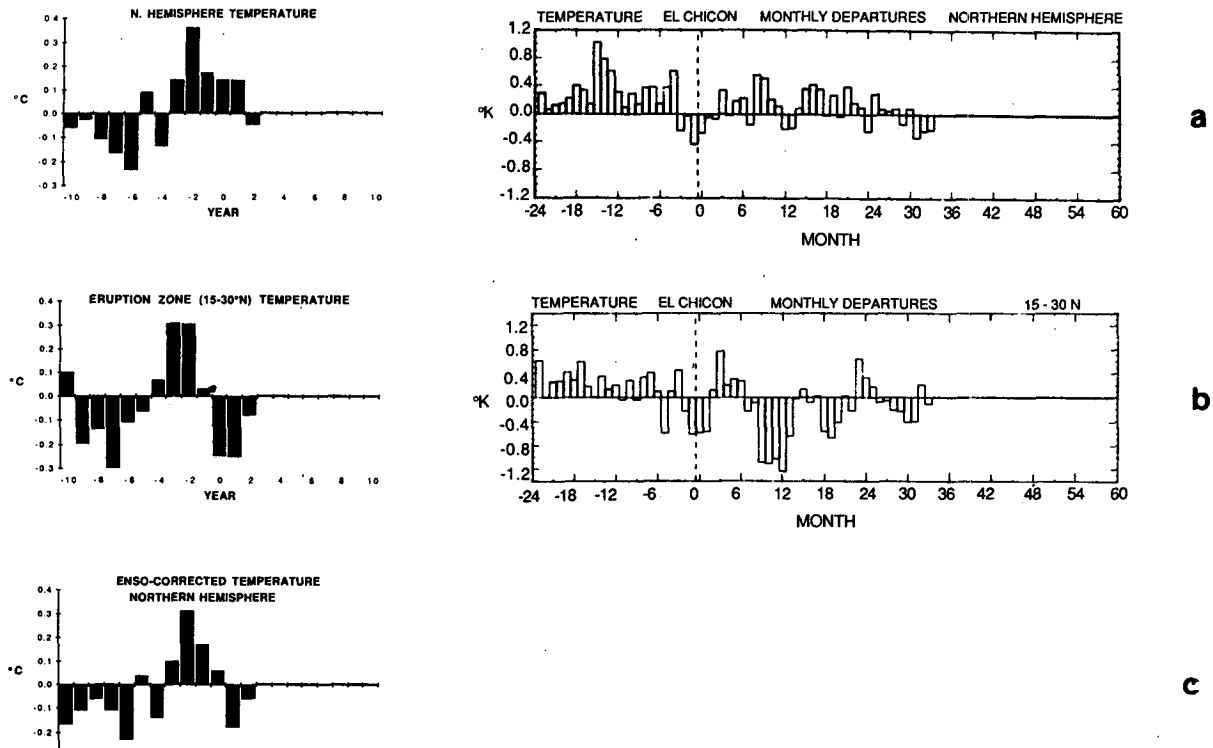 N. HEMISPHERE TEMPERATURE
0.4
0.3
0.2
0.1
0.0
-0.1
-0.2
-0.3
°C
-10 -8 -6 -4 -2 0 2 4 6 8 10
YEAR
TEMPERATURE EL CHICON MONTHLY DEPARTURES NORTHERN HEMISPHERE
1.2
0.8
0.4
0.0
-0.4
-0.8
-1.2
°K
-24 -18 -12 -6 0 6 12 18 24 30 36 42 48 54 60
MONTH
a
ERUPTION ZONE (15-30°N) TEMPERATURE
0.4
0.3
0.2
0.1
0.0
-0.1
-0.2
-0.3
°C
-10 -8 -6 -4 -2 0 2 4 6 8 10
YEAR
TEMPERATURE EL CHICON MONTHLY DEPARTURES 15 - 30 N
1.2
0.8
0.4
0.0
-0.4
-0.8
-1.2
°K
-24 -18 -12 -6 0 6 12 18 24 30 36 42 48 54 60
MONTH
b
ENSO-CORRECTED TEMPERATURE
NORTHERN HEMISPHERE
0.4
0.3
0.2
0.1
0.0
-0.1
-0.2
°C
c